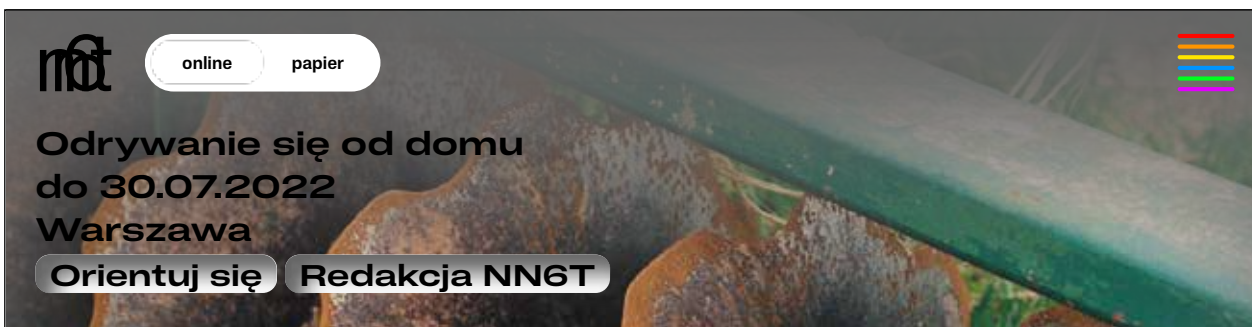 online papier
Odrywanie się od domu
do 30.07.2022
Warszawa
Orientuj się Redakcja NN6T